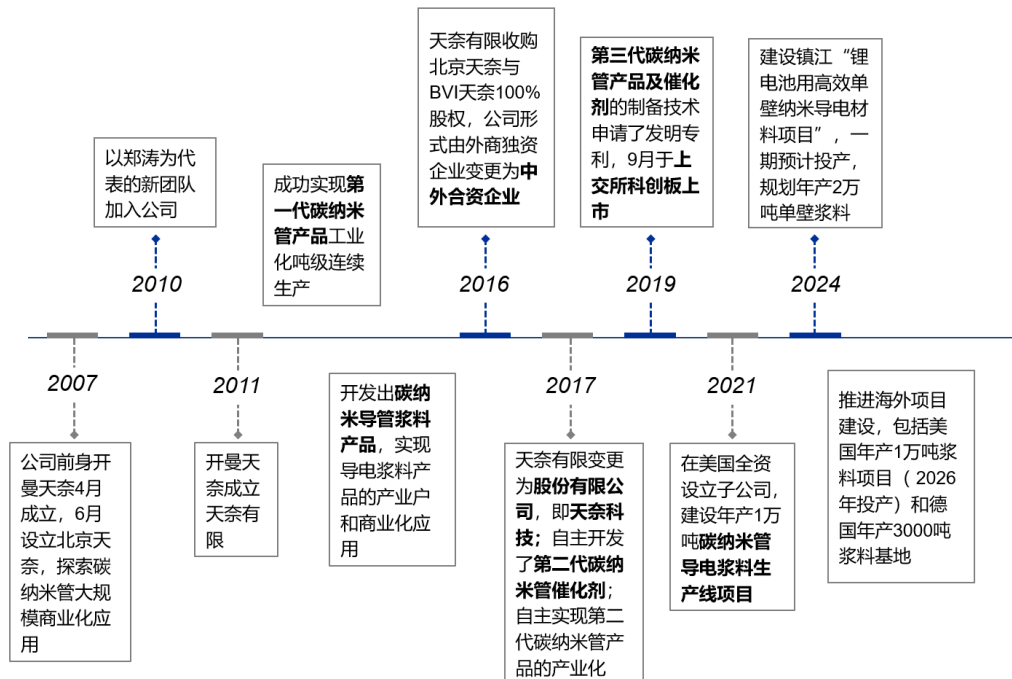 以郑涛为代
表的新团队
加入公司
2010
成功实现第
一代碳纳米
管产品工业
化吨级连续
生产
天奈有限收购
北京天奈与
BVI天奈100%
股权，公司形
式由外商独资
企业变更为中
外合资企业
2016
第三代碳纳米
管产品及催化
剂的制备技术
申请了发明专
利，9月于上
交所科创板上
市
2019
建设镇江“锂
电池用高效单
壁纳米导电材
料项目”，一
期预计投产，
规划年产2万
吨单壁浆料
2024
2007
公司前身开
曼天奈4月
成立，6月
设立北京天
奈，探索碳
纳米管大规
模商业化应
用
2011
开曼天
奈成立
天奈有
限
开发出碳纳
米导管浆料
产品，实现
导电浆料产
品的产业户
和商业化应
用
2017
天奈有限变更
为股份有限公
司，即天奈科
技；自主开发
了第二代碳纳
米管催化剂；
自主实现第二
代碳纳米管产
品的产业化
2021
在美国全资
设立子公司，
建设年产1万
吨碳纳米管
导电浆料生
产线项目
推进海外项目
建设，包括美
国年产1万吨浆
料项目（ 2026
年投产）和德
国年产3000吨
浆料基地